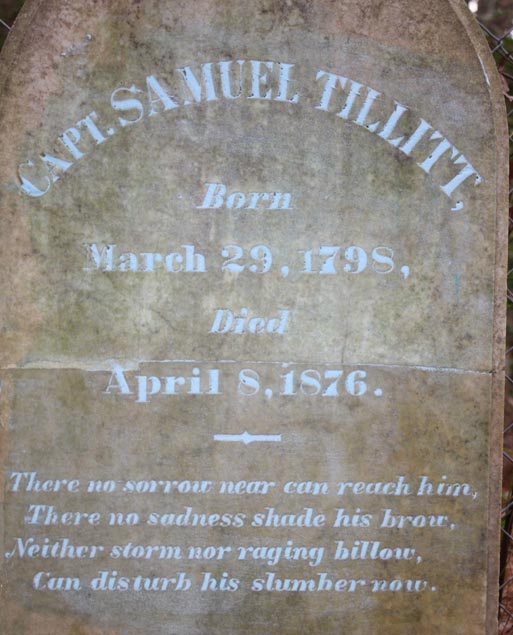 CAPT. SAMUEL TILLITT,
Born
March 29, 1798,
Died
April 8, 1876.
There no sorrow near can reach him,
There no sadness shade his brow,
Neither storm nor raging billow,
Can disturb his slumber now.